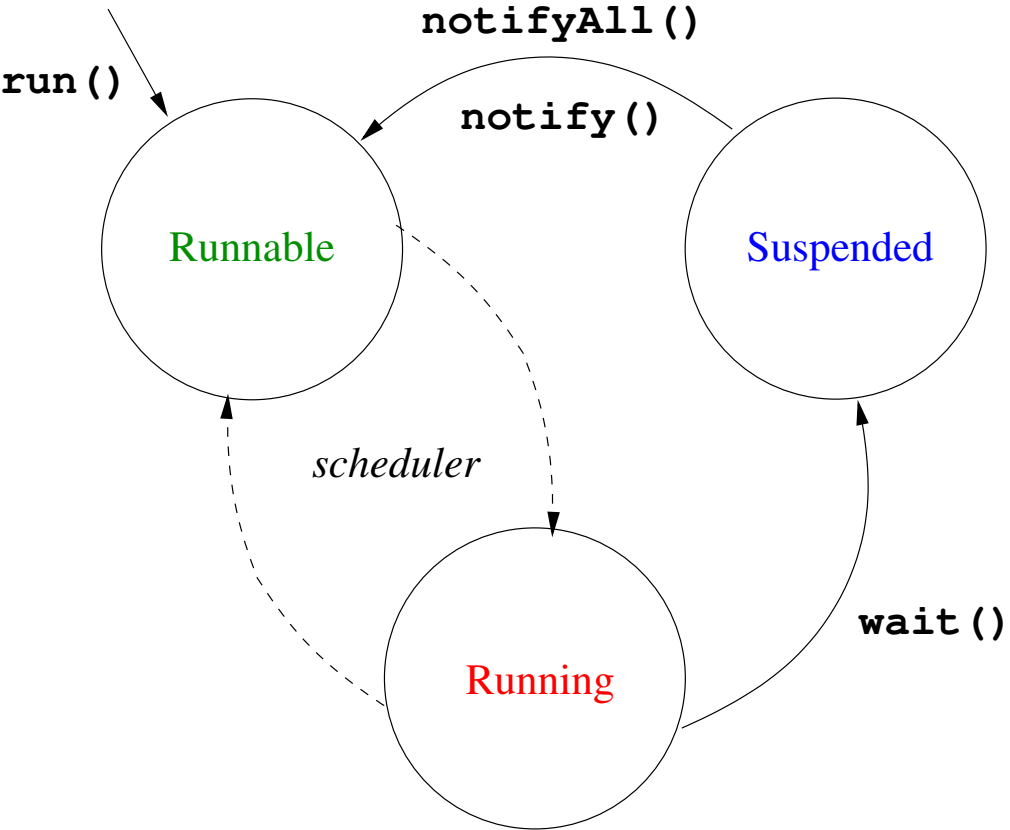 notifyAll()
run()
notify()
Runnable
Suspended
scheduler
wait()
Running